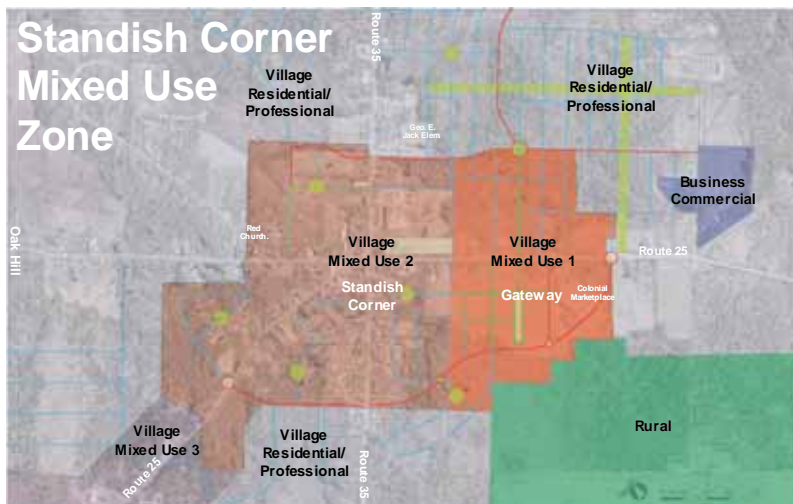 Standish Corner
Mixed Use
Zone
Route 35
Village
Residential/
Professional
Village
Residential/
Professional
Geo. E.
Jack Elem
Business
Commercial
Oak Hill
Red
Church.
Village
Mixed Use 2
Village
Mixed Use 1
Route 25
Standish
Corner
Gateway
Colonial
Marketplace
Village
Mixed Use 3
Route 25
Village
Residential/
Professional
Route 35
Rural